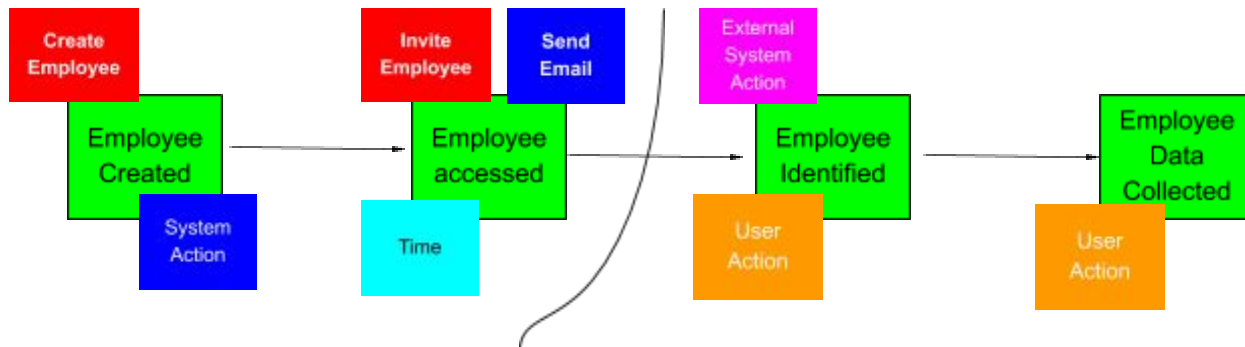 Create
Employee
Employee
Created
System
Action
Invite
Employee
Send
Email
Employee
accessed
Time
External
System
Action
Employee
Identified
User
Action
Employee
Data
Collected
User
Action